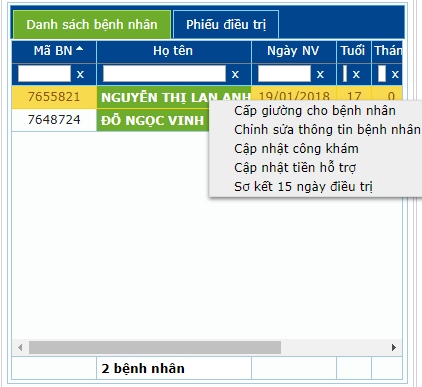 Danh sách bệnh nhân Phiếu điều trị
Mã BN Họ tên Ngày NV Tuổi Thán
x x x x x
7655821 NGUYỄN THỊ LAN ANH 19/01/2018 17 0
7648724 ĐỖ NGỌC VINH
Cấp giường cho bệnh nhân
Chỉnh sửa thông tin bệnh nhân
Cập nhật công khám
Cập nhật tiền hỗ trợ
Sơ kết 15 ngày điều trị
2 bệnh nhân